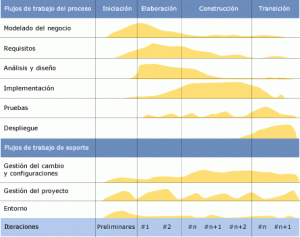 Flujos de trabajo del proceso Iniciación Elaboración Construcción Transición
Modelado del negocio
Requisitos
Análisis y diseño
Implementación
Pruebas
Despliegue
Flujos de trabajo de soporte
Gestión del cambio
y configuraciones
Gestión del proyecto
Entorno
Iteraciones Preliminares #1 #2 #n #n+1 #n+2 #n #n+1